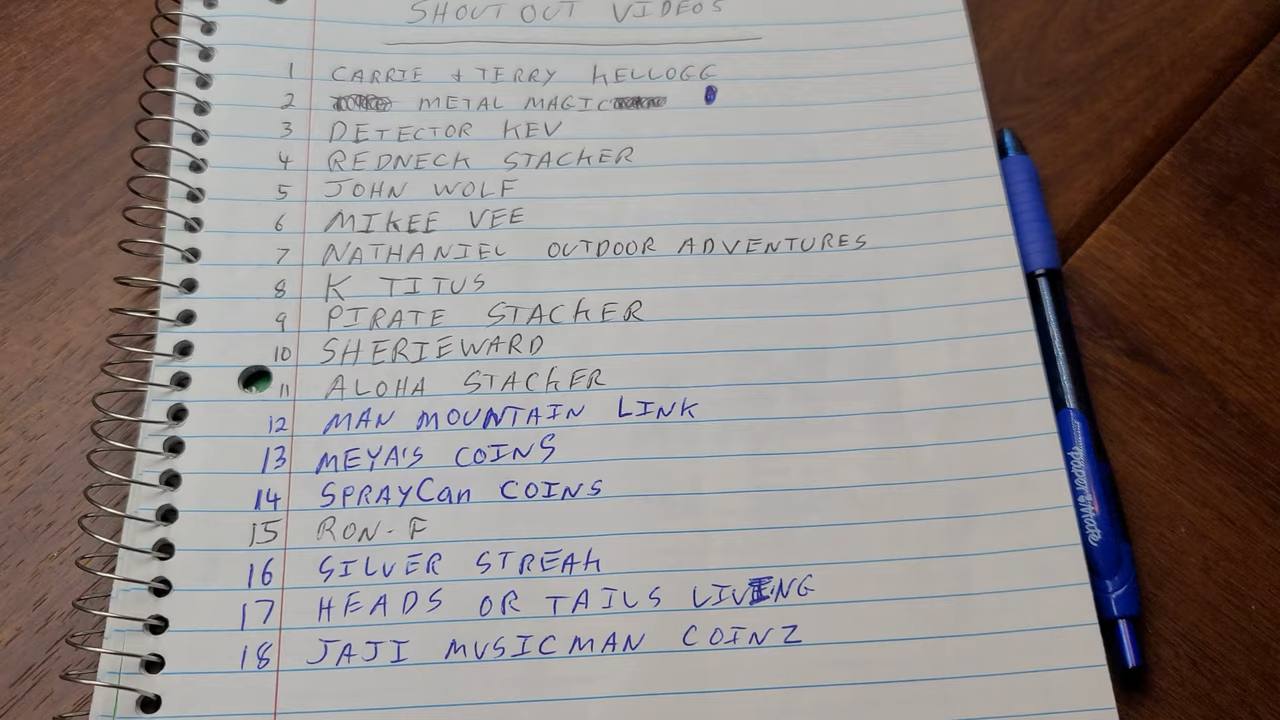 SHOUT OUT VIDEOS
1 CARRIE + TERRY KELLOGG
2 METAL MAGIC
3 DETECTOR KEV
4 REDNECK STACKER
5 JOHN WOLF
6 MIKEE VEE
7 NATHANIEL OUTDOOR ADVENTURES
8 K TITUS
9 PIRATE STACKER
10 SHERIEWARD
11 ALOHA STACKER
12 MAN MOUNTAIN LINK
13 MEYA'S COINS
14 SPRAYCan COINS
15 RON-F
16 SILVER STREAK
17 HEADS OR TAILS LIVING
18 JAJI MUSICMAN COINZ
paper mate